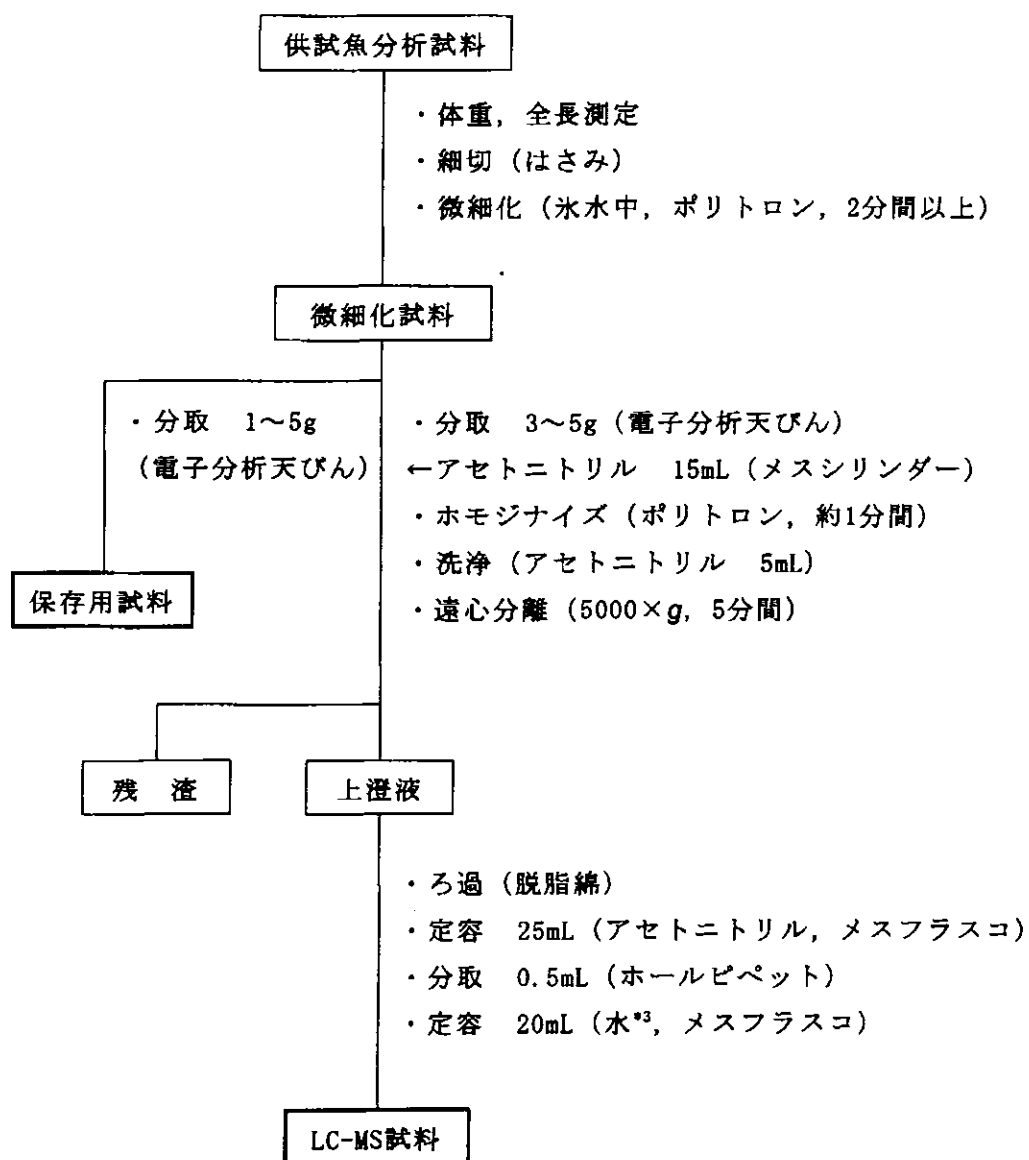 供試魚分析試料
・体重，全長測定
・細切（はさみ）
・微細化（氷水中，ポリトロン，2分間以上）
微細化試料
・分取　1～5g
（電子分析天びん）
・分取　3～5g（電子分析天びん）
←アセトニトリル　15mL（メスシリンダー）
・ホモジナイズ（ポリトロン，約1分間）
・洗浄（アセトニトリル　5mL）
・遠心分離（5000×g，5分間）
保存用試料
残　渣
上澄液
・ろ過（脱脂綿）
・定容　25mL（アセトニトリル，メスフラスコ）
・分取　0.5mL（ホールピペット）
・定容　20mL（水*3，メスフラスコ）
LC-MS試料